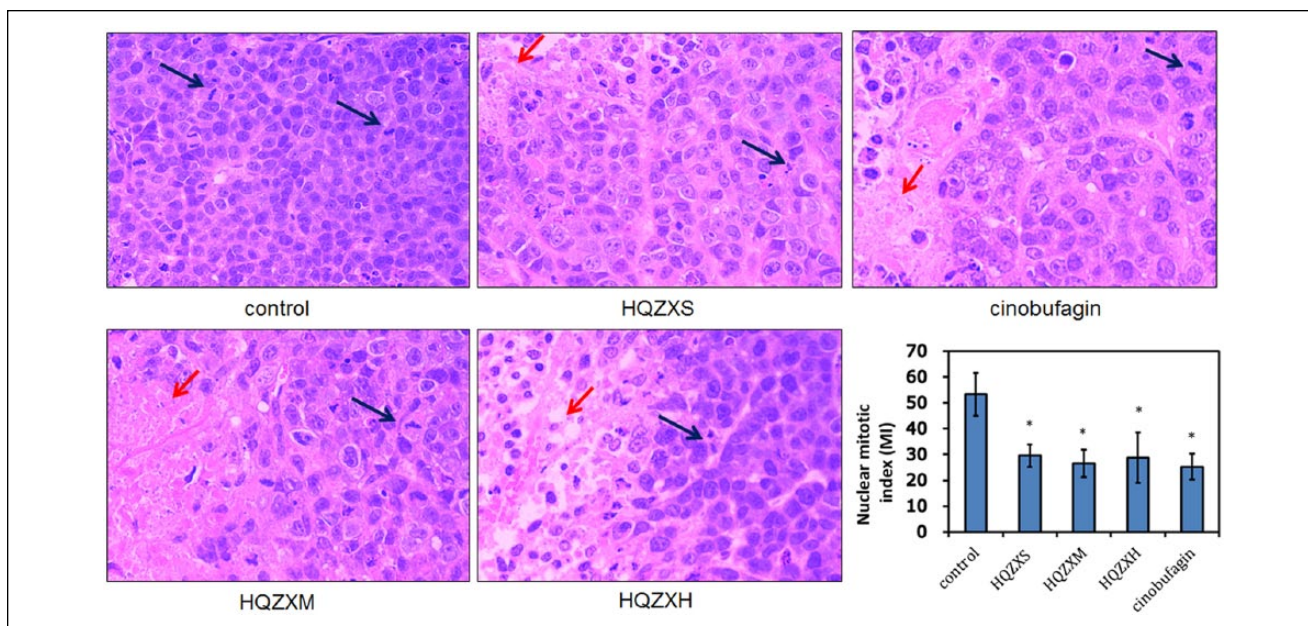 control
HQZXS
cinobufagin
HQZXM
HQZXH
Nuclear mitotic
index (MI)
70
60
50
40
30
20
10
0
*
*
*
*
control
HQZXS
HQZXM
HQZXH
cinobufagin